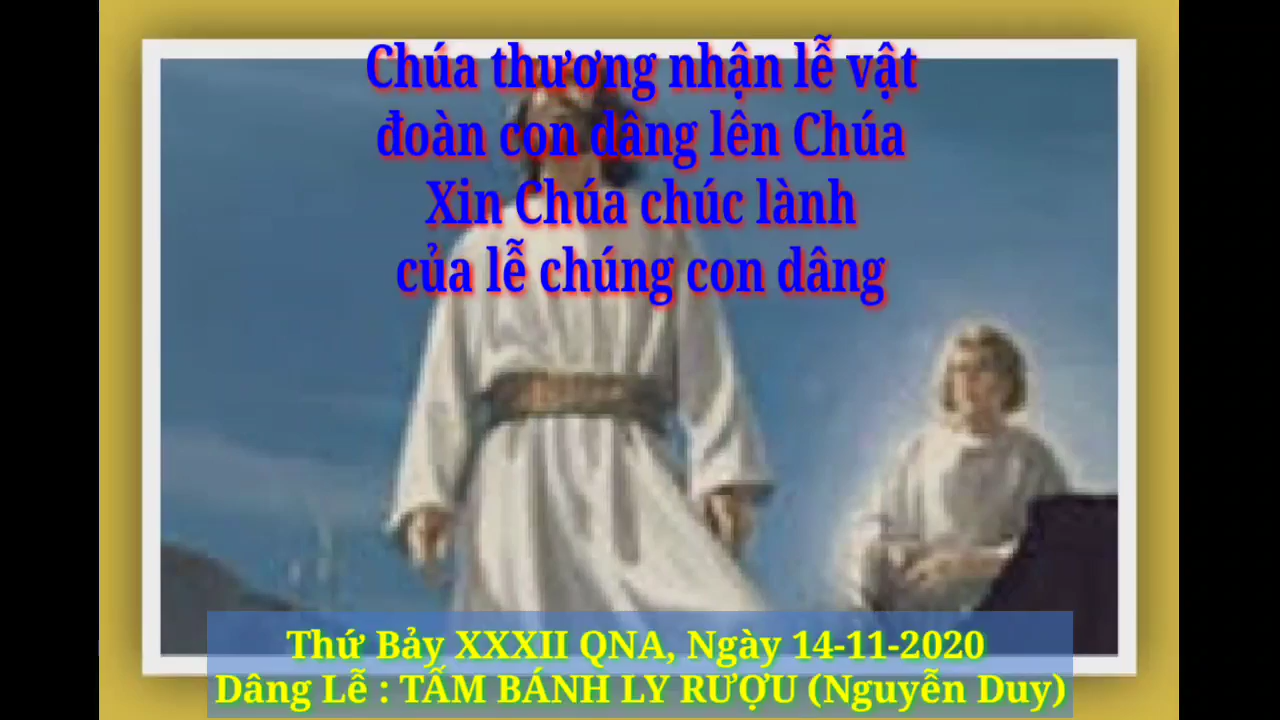 Chúa thương nhận lễ vật
đoàn con dâng lên Chúa
Xin Chúa chúc lành
của lễ chúng con dâng
Thứ Bảy XXXII QNA, Ngày 14-11-2020
Dâng Lễ : TẤM BÁNH LY RƯỢU (Nguyễn Duy)